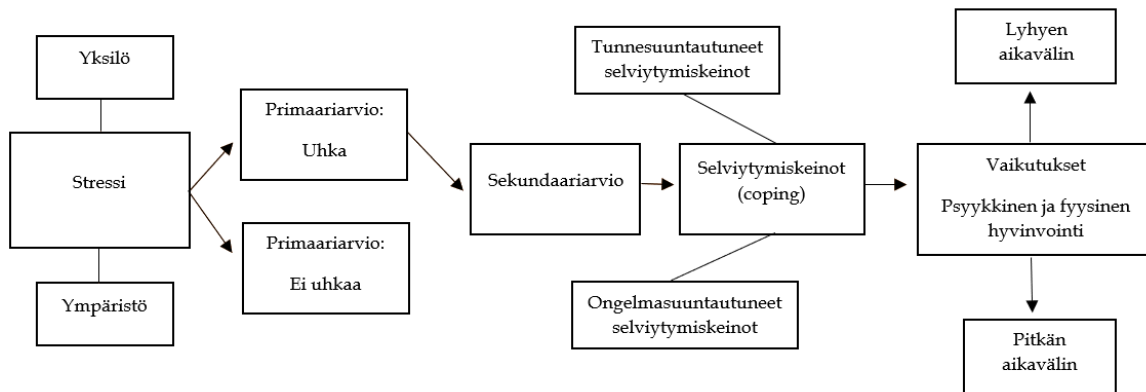 Yksilö
Stressi
Ympäristö
Primaariarvio:
Uhka
Primaariarvio:
Ei uhkaa
Sekundaariarvio
Tunnesuuntautuneet
selviytymiskeinot
Selviytymiskeinot
(coping)
Ongelmasuuntautuneet
selviytymiskeinot
Lyhyen
aikavälin
Vaikutukset
Psyykkinen ja fyysinen
hyvinvointi
Pitkän
aikavälin